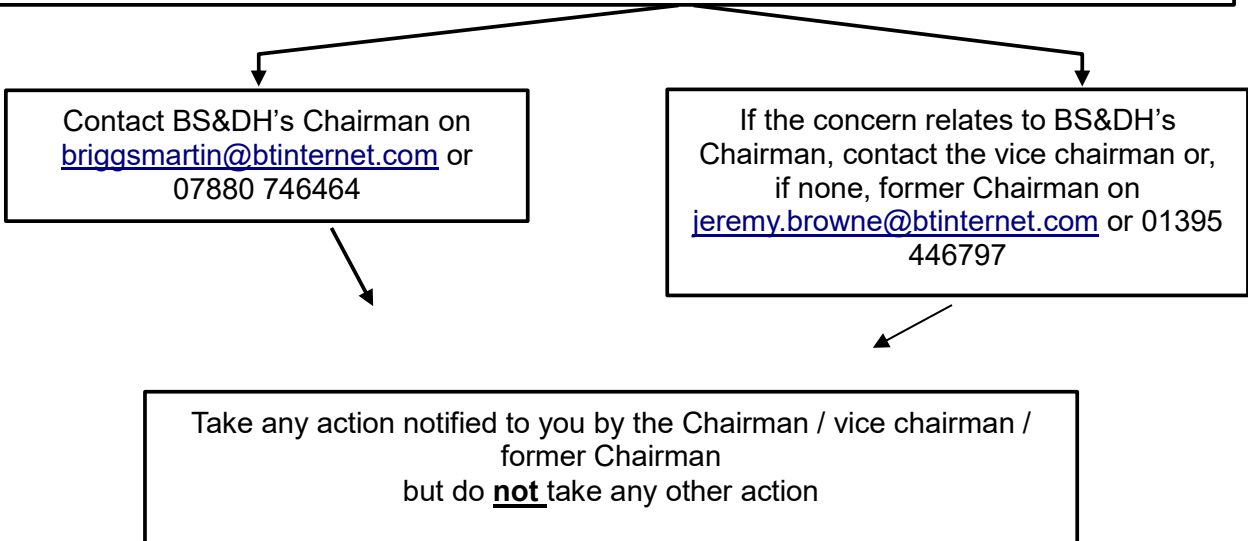 Contact BS&DH’s Chairman on
briggsmartin@btinternet.com or
07880 746464
If the concern relates to BS&DH’s
Chairman, contact the vice chairman or,
if none, former Chairman on
jeremy.browne@btinternet.com or 01395
446797
Take any action notified to you by the Chairman / vice chairman /
former Chairman
but do not take any other action